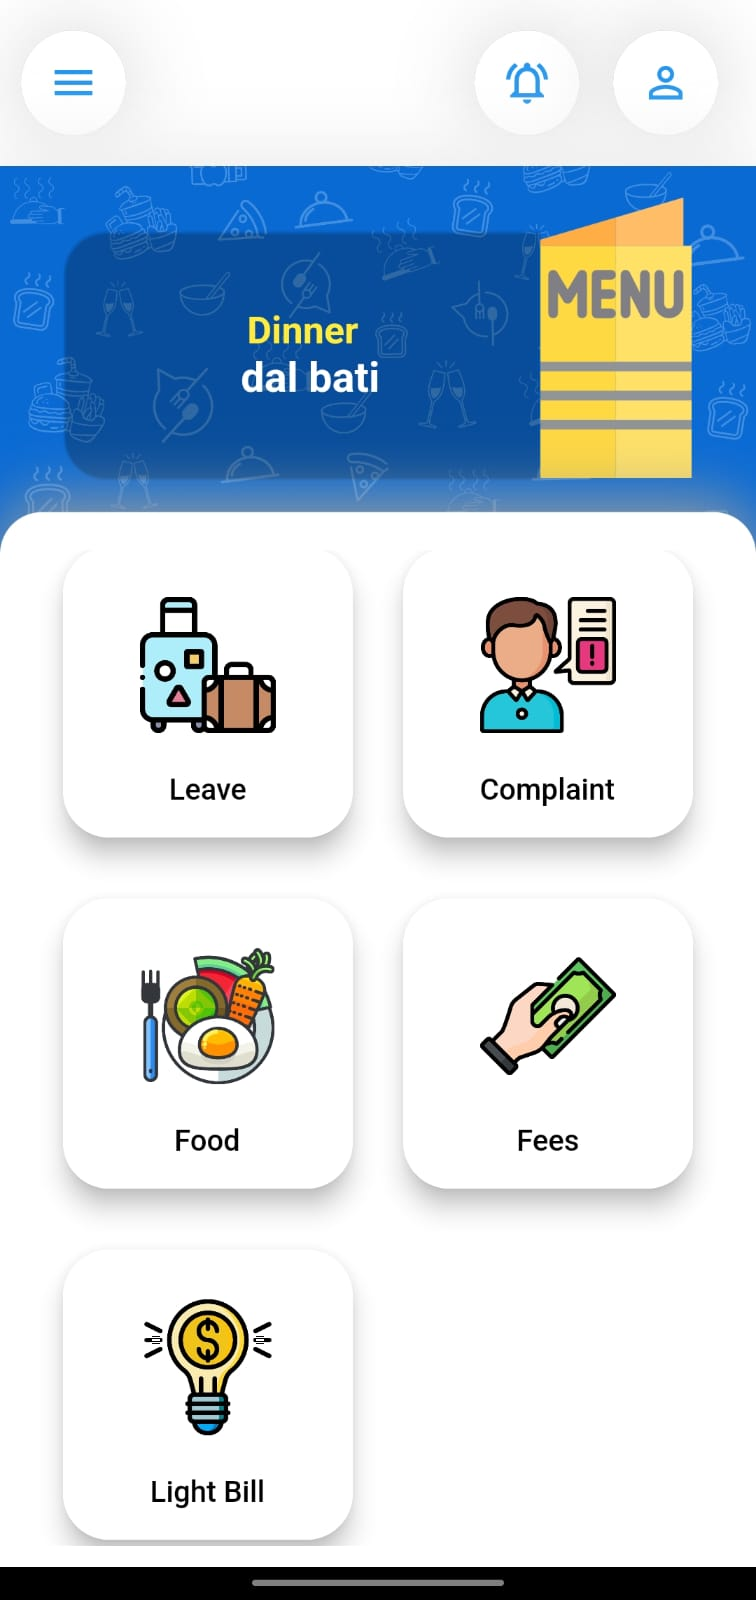 MENU
Dinner
dal bati
Leave
Complaint
Food
Fees
Light Bill